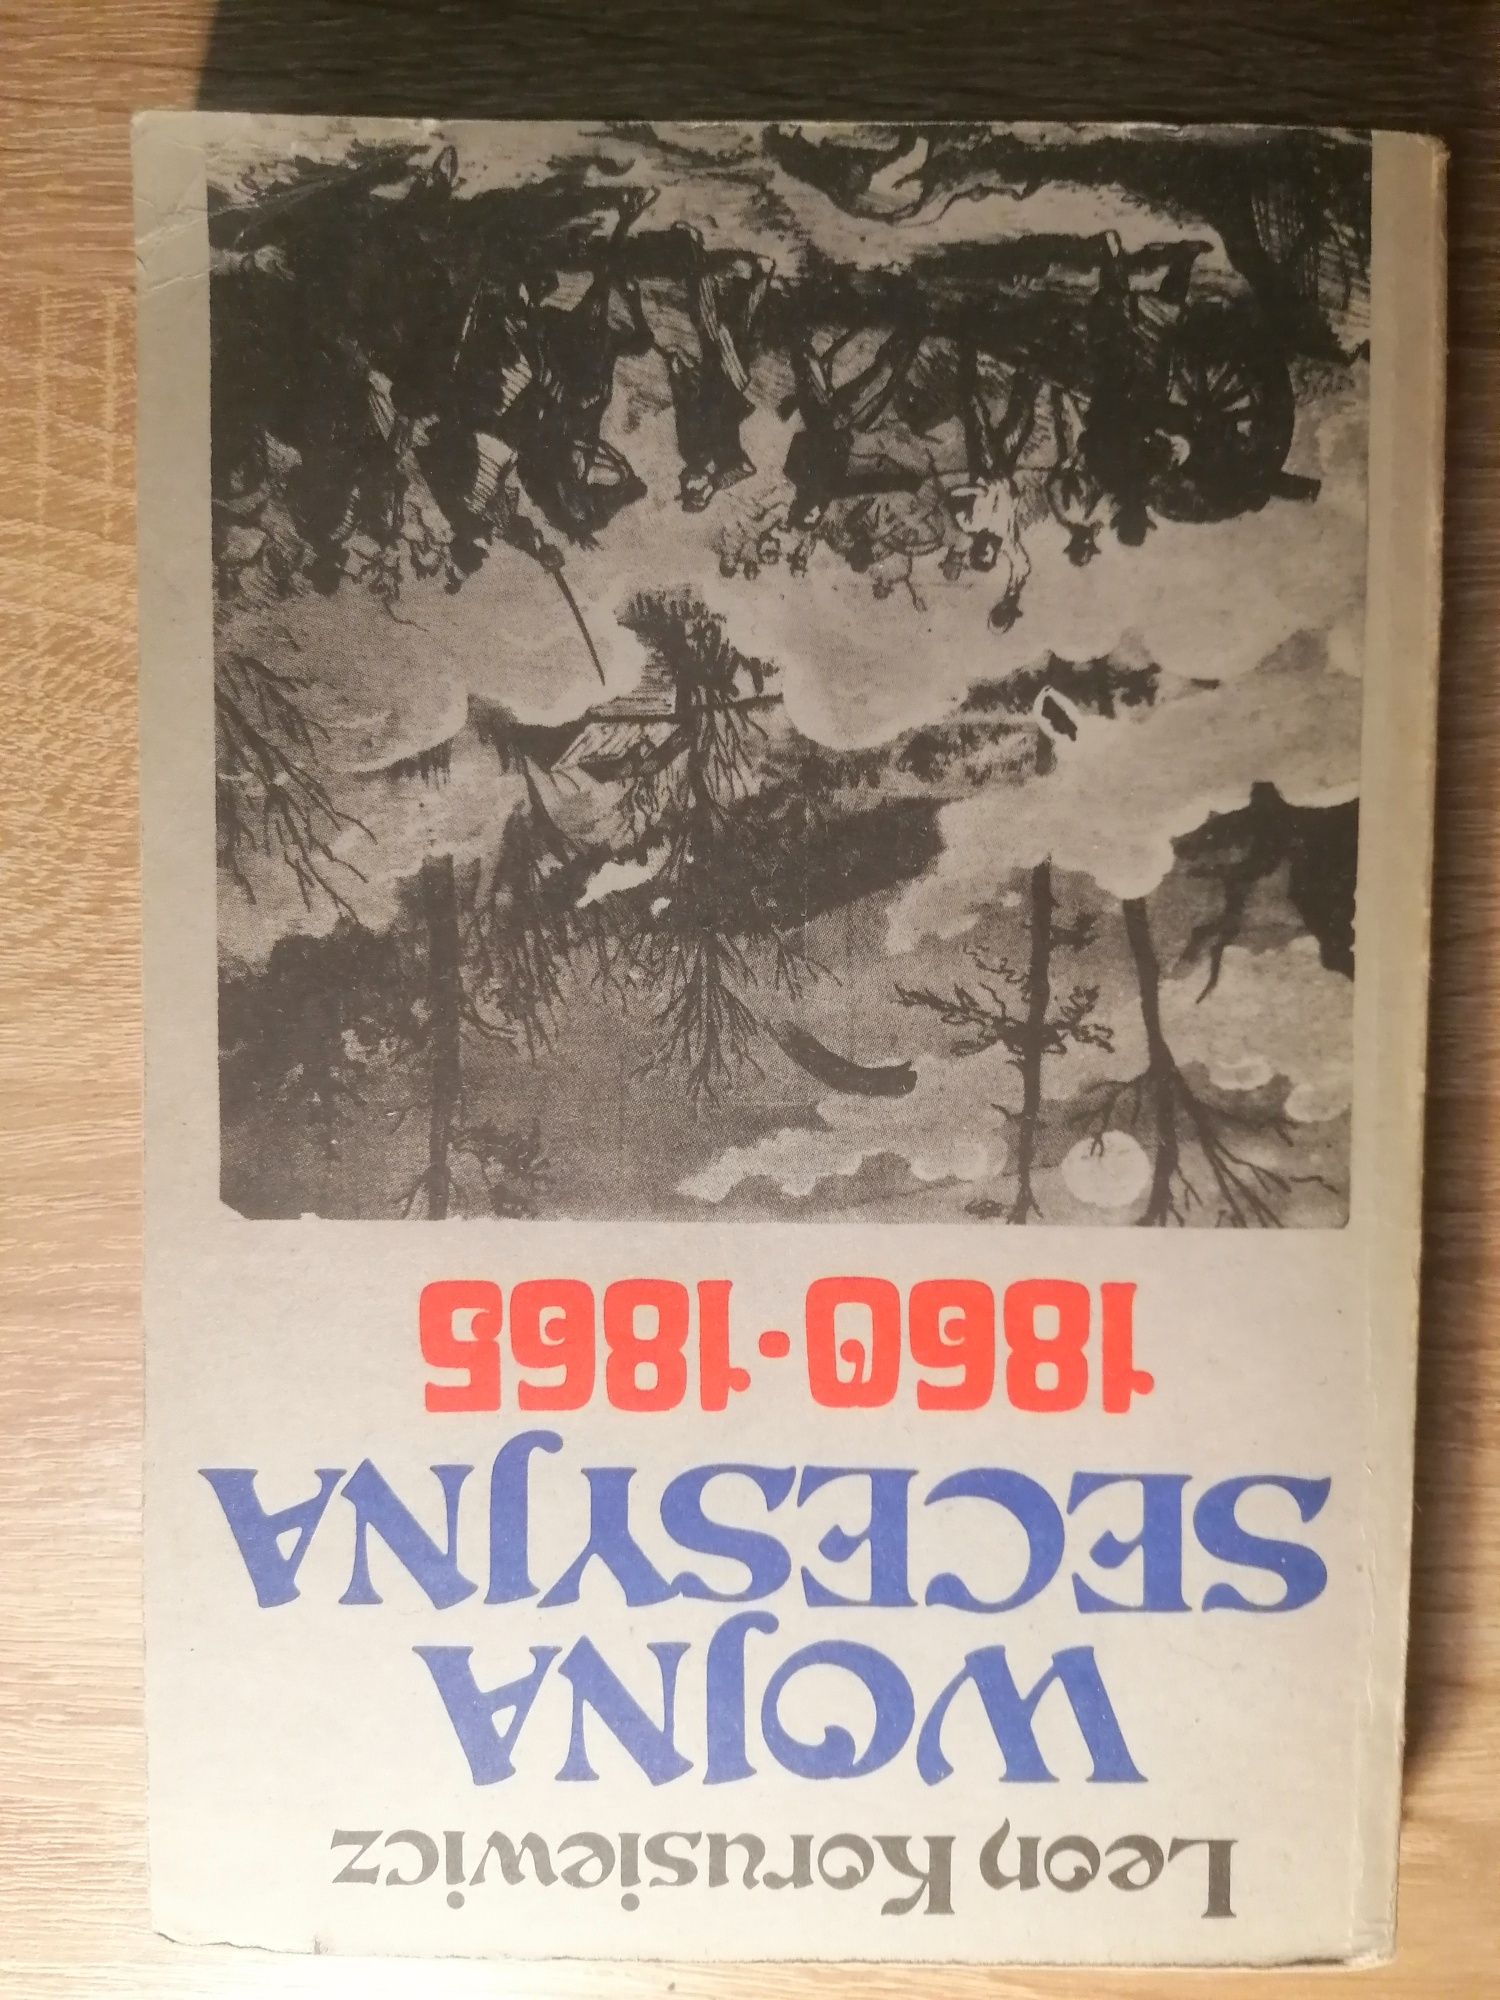 Leon Korusiewicz
WOJNA
SECESYJNA
1860·1865